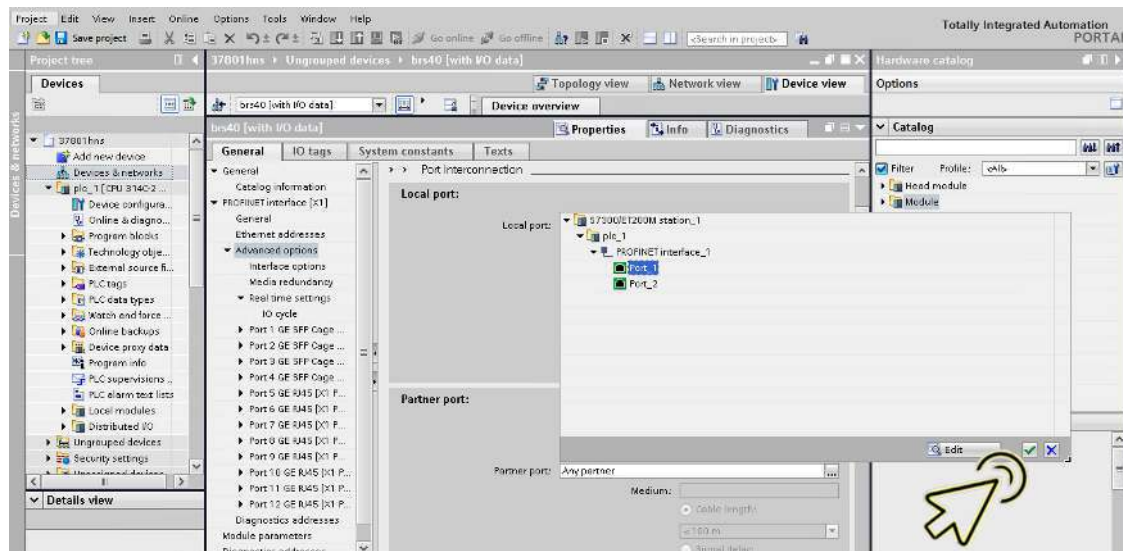 Project Edit View Insert Online Options Tools Window Help
Totally Integrated Automation
PORTAL
Save project
Go online
Go offline
<Search in project>
Project tree
37801hns
Ungrouped devices
brs40 [with I/O data]
Hardware catalog
Devices
Topology view
Network view
Device view
Options
brs40 [with I/O data]
Device overview
Devices & networks
brs40 [with I/O data]
Properties
Info
Diagnostics
Catalog
General
IO tags
System constants
Texts
Filter
Profile:
<All>
Head module
Module
37801hns
Add new device
Devices & networks
plc_1 [CPU 314C-2 ...
Device configura...
Online & diagno...
Program blocks
Technology obje...
External source fi...
PLC tags
PLC data types
Watch and force ...
Online backups
Device proxy data
Program info
PLC supervisions ..
PLC alarm text lists
Local modules
Distributed I/O
Ungrouped devices
Security settings
Details view
General
Catalog information
PROFINET interface [X1]
General
Ethernet addresses
Advanced options
Interface options
Media redundancy
Real time settings
IO cycle
Port 1 GE SFP Cage ...
Port 2 GE SFP Cage ...
Port 3 GE SFP Cage ...
Port 4 GE SFP Cage ...
Port 5 GE RJ45 [X1 P...
Port 6 GE RJ45 [X1 P...
Port 7 GE RJ45 [X1 P...
Port 8 GE RJ45 [X1 P...
Port 9 GE RJ45 [X1 P...
Port 10 GE RJ45 [X1 P...
Port 11 GE RJ45 [X1 P...
Port 12 GE RJ45 [X1 P...
Diagnostics addresses
Module parameters
Port interconnection
Local port:
Local port:
S7300/ET200M station_1
plc_1
PROFINET interface_1
Port_1
Port_2
Edit
Partner port:
Partner port:
Any partner
Medium:
Cable length:
<100 m
Signal delay: